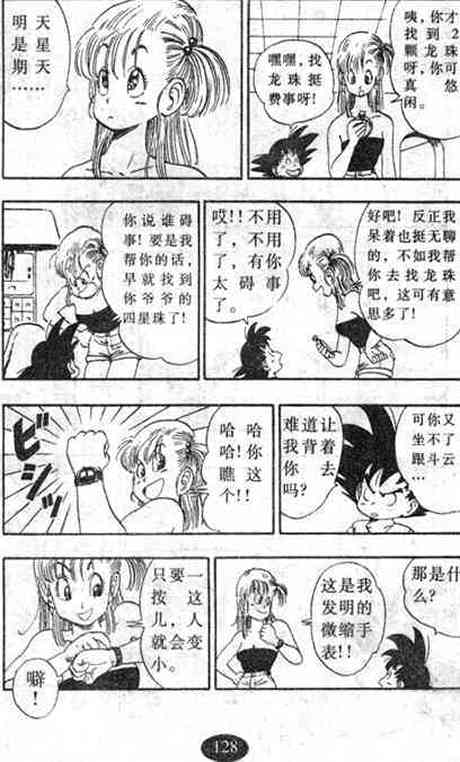 咦，你才
找到2
颗龙珠
呀，你可
真悠
闲。
嘿嘿，找
龙珠挺
费事呀！
明天
是星
期天
……
好吧！反正我
呆着也挺无聊
的，不如我帮
你去找龙珠
吧，这可有意
思多了！
哎!!不用
了，不用
了，有你
太碍事
了。
你说谁碍
事！要是我
帮你的话，
早就找到
你爷爷的
四星珠了！
可你又
坐不了
跟斗云
…
难道让
我背着
你去
吗？
哈哈
哈！你
瞧这
个!!
ビッ
ビッ
那是什
么？
这是我
发明的
微缩手
表!!
只要一
按这
儿，人
就会变
小。
噼！
128